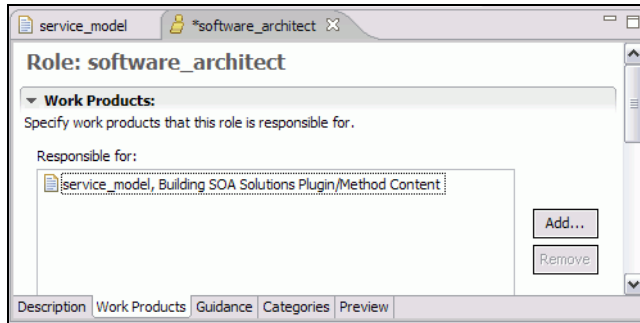 service_model *software_architect
Role: software_architect
Work Products:
Specify work products that this role is responsible for.
Responsible for:
service_model, Building SOA Solutions Plugin/Method Content
Add...
Remove
Description Work Products Guidance Categories Preview